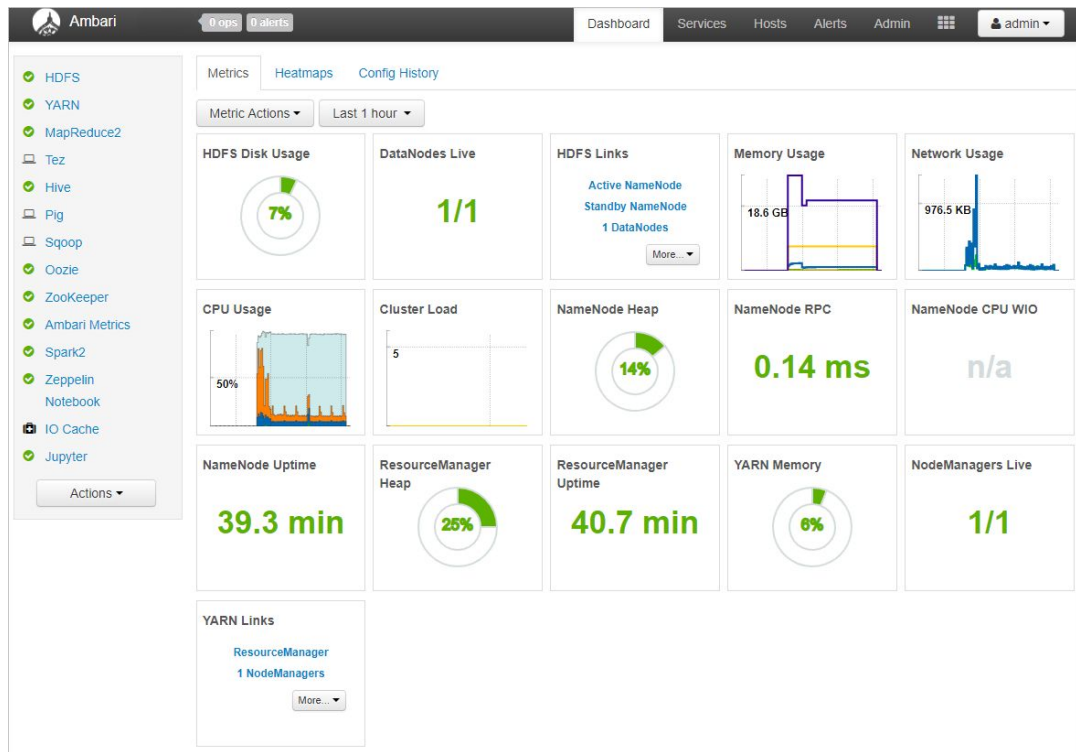 Ambari
0 ops 0 alerts
Dashboard Services Hosts Alerts Admin
admin
HDFS
YARN
MapReduce2
Tez
Hive
Pig
Sqoop
Oozie
ZooKeeper
Ambari Metrics
Spark2
Zeppelin
Notebook
IO Cache
Jupyter
Actions
Metrics Heatmaps Config History
Metric Actions Last 1 hour
HDFS Disk Usage
7%
DataNodes Live
1/1
HDFS Links
Active NameNode
Standby NameNode
1 DataNodes
More...
Memory Usage
18.6 GB
Network Usage
976.5 KB
CPU Usage
50%
Cluster Load
5
NameNode Heap
14%
NameNode RPC
0.14 ms
NameNode CPU WIO
n/a
NameNode Uptime
39.3 min
ResourceManager
Heap
25%
ResourceManager
Uptime
40.7 min
YARN Memory
6%
NodeManagers Live
1/1
YARN Links
ResourceManager
1 NodeManagers
More...